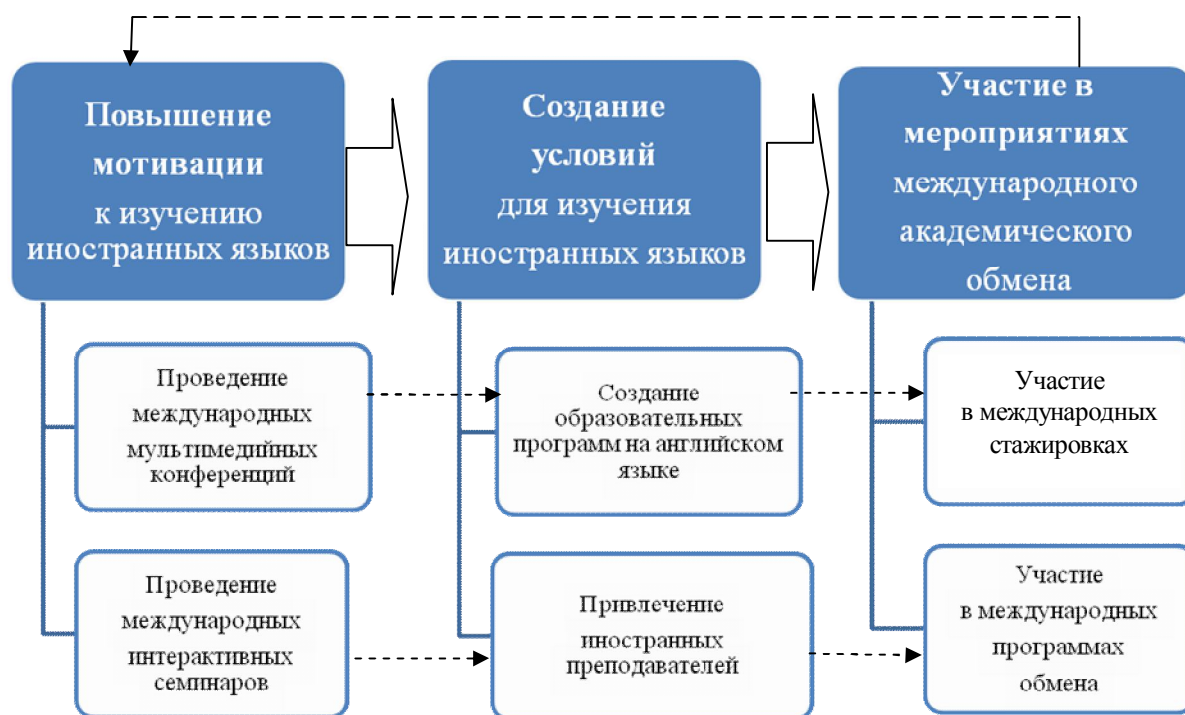 Повышение
мотивации
к изучению
иностранных языков
Создание
условий
для изучения
иностранных языков
Участие в
мероприятиях
международного
академического
обмена
Проведение
международных
мультимедийных
конференций
Создание
образовательных
программ на английском
языке
Участие
в международных
стажировках
Проведение
международных
интерактивных
семинаров
Привлечение
иностранных
преподавателей
Участие
в международных
программах
обмена